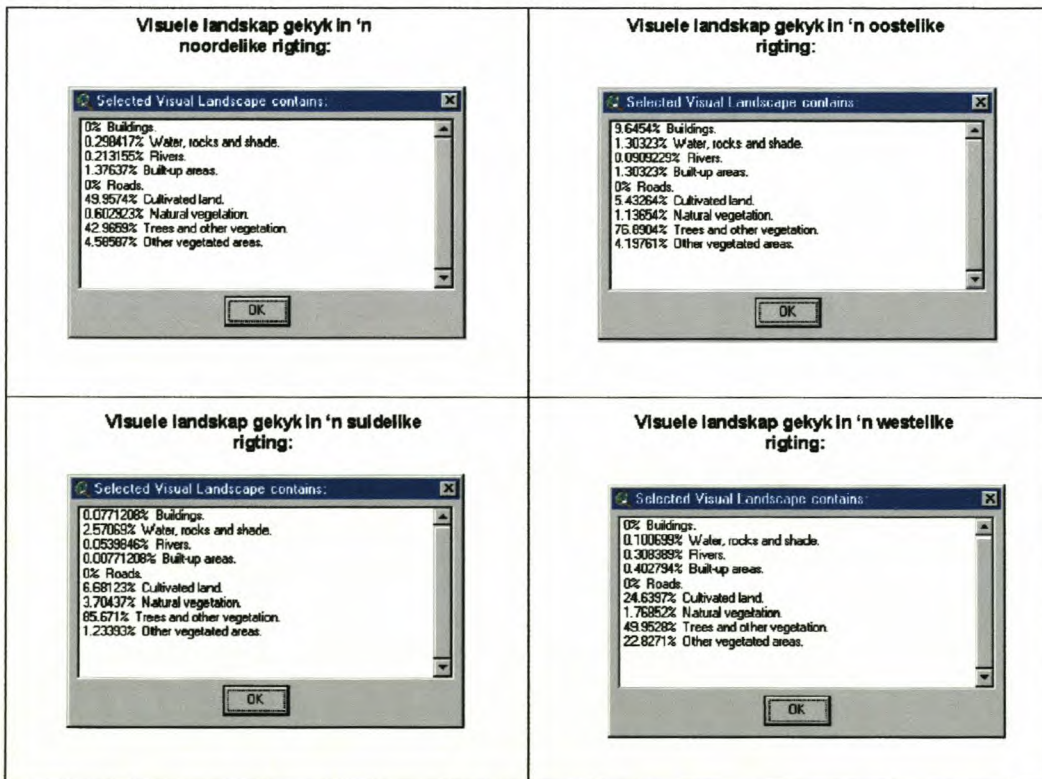 Visuele landskap gekyk in ‘n
noordelike rigting:
Selected Visual Landscape contains:
0% Buildings.
0.298417% Water, rocks and shade.
0.213155% Rivers.
1.37637% Built-up areas.
0% Roads.
49.9574% Cultivated land.
0.602923% Natural vegetation.
42.9659% Trees and other vegetation.
4.58587% Other vegetated areas.
OK
Visuele landskap gekyk in ‘n oostelike
rigting:
Selected Visual Landscape contains:
9.6454% Buildings.
1.30323% Water, rocks and shade.
0.0909229% Rivers.
1.30323% Built-up areas.
0% Roads.
5.43264% Cultivated land.
1.13654% Natural vegetation.
76.8904% Trees and other vegetation.
4.19761% Other vegetated areas.
OK
Visuele landskap gekyk in ‘n suidelike
rigting:
Selected Visual Landscape contains:
0.0771208% Buildings.
2.57069% Water, rocks and shade.
0.0539846% Rivers.
0.00771208% Built-up areas.
0% Roads.
6.68123% Cultivated land.
3.70437% Natural vegetation.
85.671% Trees and other vegetation.
1.23393% Other vegetated areas.
OK
Visuele landskap gekyk in ‘n westelike
rigting:
Selected Visual Landscape contains:
0% Buildings.
0.100699% Water, rocks and shade.
0.308389% Rivers.
0.402794% Built-up areas.
0% Roads.
24.6397% Cultivated land.
1.76852% Natural vegetation.
49.9528% Trees and other vegetation.
22.8271% Other vegetated areas.
OK